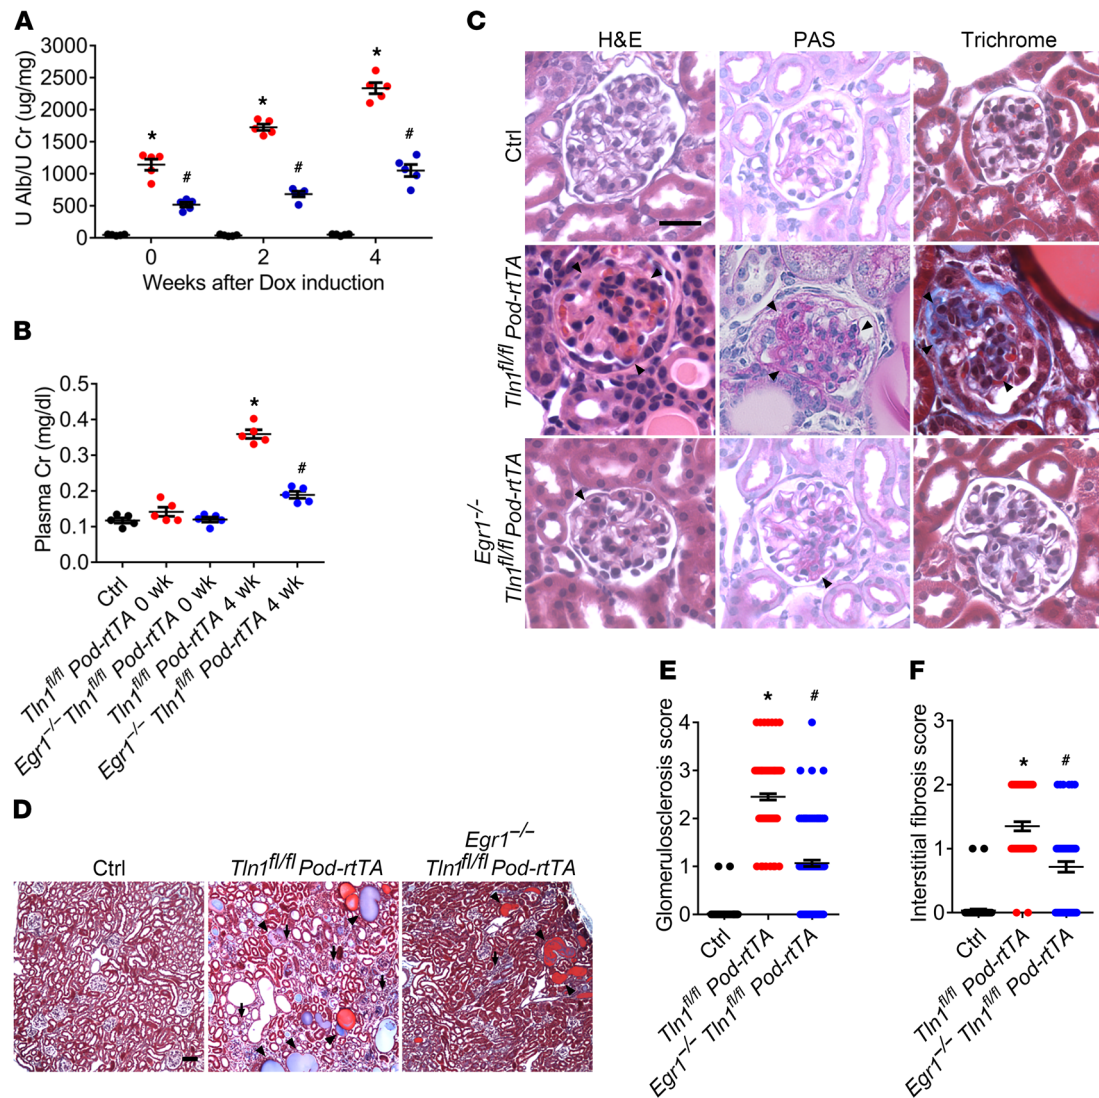 A
3000
2500
2000
1500
1000
500
0
U Alb/U Cr (ug/mg)
*
#
*
#
*
#
0 2 4
Weeks after Dox induction
B
0.5
0.4
0.3
0.2
0.1
0.0
Plasma Cr (mg/dl)
*
#
Ctrl
Tln1fl/fl Pod-rtTA 0 wk
Egr1–/– Tln1fl/fl Pod-rtTA 0 wk
Tln1fl/fl Pod-rtTA 4 wk
Egr1–/– Tln1fl/fl Pod-rtTA 4 wk
C
H&E PAS Trichrome
Ctrl
Tln1fl/fl Pod-rtTA
Egr1–/–
Tln1fl/fl Pod-rtTA
D
Ctrl
Tln1fl/fl Pod-rtTA
Egr1–/–
Tln1fl/fl Pod-rtTA
E
4
3
2
1
0
Glomerulosclerosis score
*
#
Ctrl
Tln1fl/fl Pod-rtTA
Egr1–/– Tln1fl/fl Pod-rtTA
F
3
2
1
0
Interstitial fibrosis score
*
#
Ctrl
Tln1fl/fl Pod-rtTA
Egr1–/– Tln1fl/fl Pod-rtTA